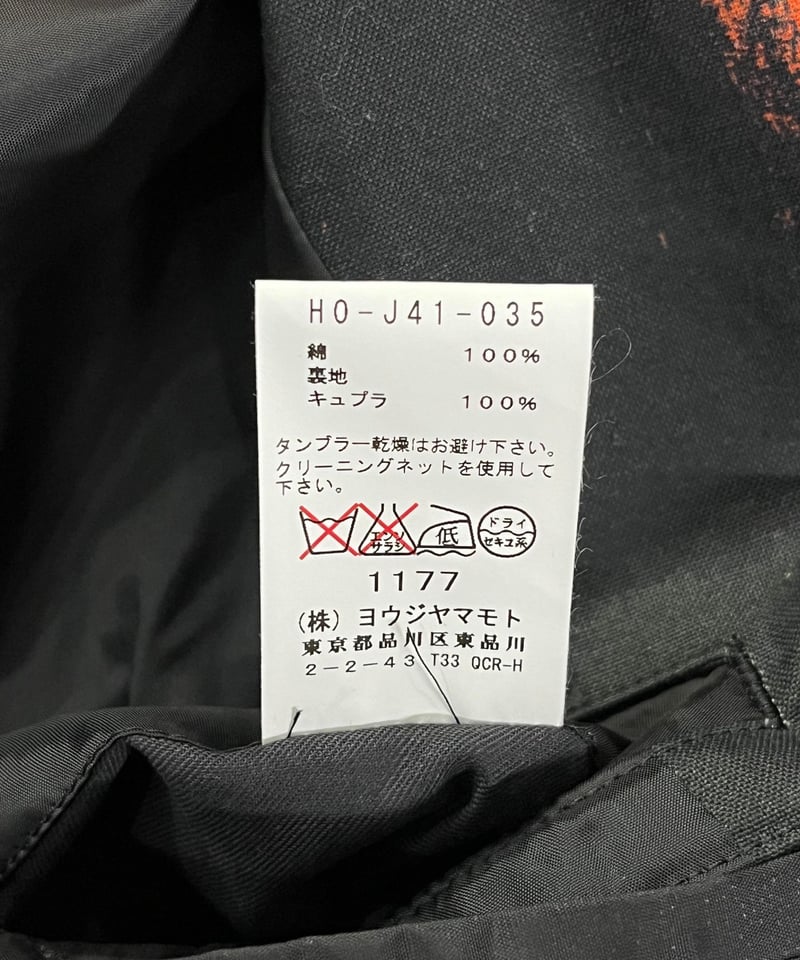 HO-J41-035
綿 100%
裏地
キュプラ 100%
タンブラー乾燥はお避け下さい。
クリーニングネットを使用して
下さい。
エンソ
サラシ
低
ドライ
セキユ系
1177
(株) ヨウジヤマモト
東京都品川区東品川
2-2-43 T33 QCR-H